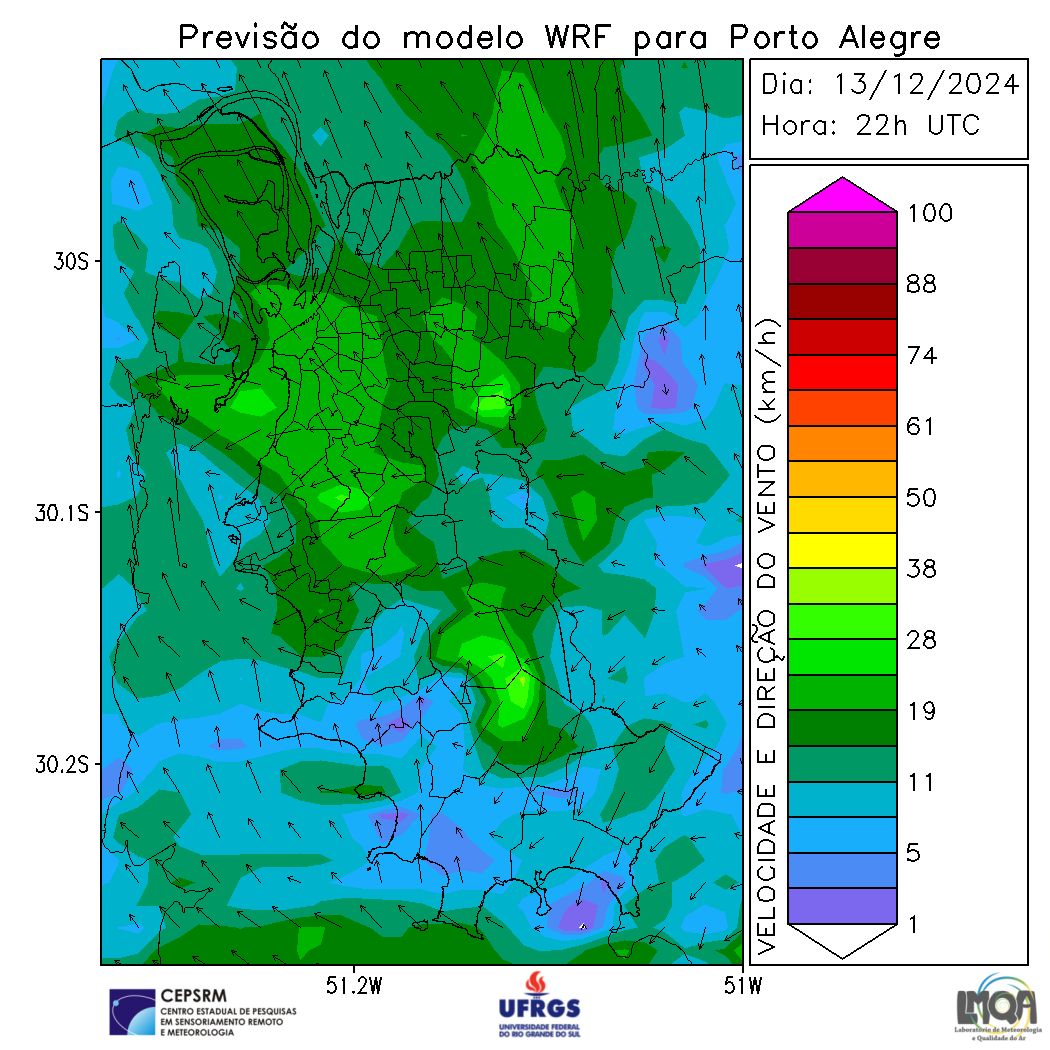 Previsão do modelo WRF para Porto Alegre
Dia: 13/12/2024
Hora: 22h UTC
30S
30.1S
30.2S
51.2W
51W
VELOCIDADE E DIREÇÃO DO VENTO (km/h)
100
88
74
61
50
38
28
19
11
5
1
CEPSRM
CENTRO ESTADUAL DE PESQUISAS
EM SENSORIAMENTO REMOTO
E METEOROLOGIA
UFRGS
UNIVERSIDADE FEDERAL
DO RIO GRANDE DO SUL
LMQA
Laboratório de Meteorologia
e Qualidade do Ar